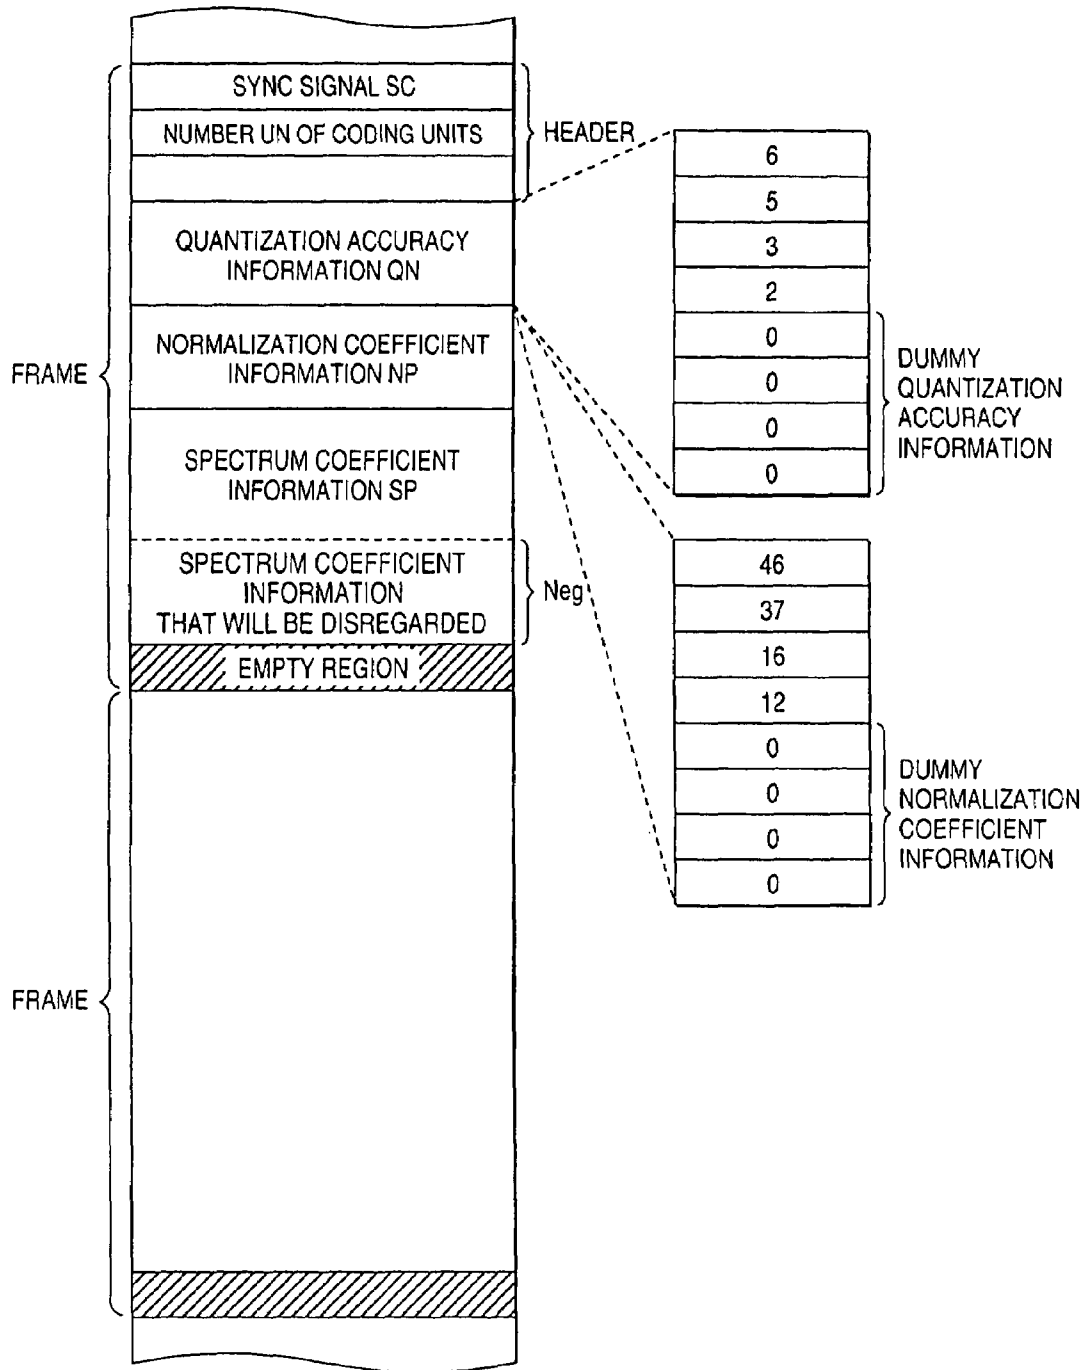 SYNC SIGNAL SC
NUMBER UN OF CODING UNITS
HEADER
QUANTIZATION ACCURACY
INFORMATION QN
NORMALIZATION COEFFICIENT
INFORMATION NP
FRAME
SPECTRUM COEFFICIENT
INFORMATION SP
SPECTRUM COEFFICIENT
INFORMATION
THAT WILL BE DISREGARDED
Neg
EMPTY REGION
6
5
3
2
0
0
0
0
DUMMY
QUANTIZATION
ACCURACY
INFORMATION
46
37
16
12
0
0
0
0
DUMMY
NORMALIZATION
COEFFICIENT
INFORMATION
FRAME